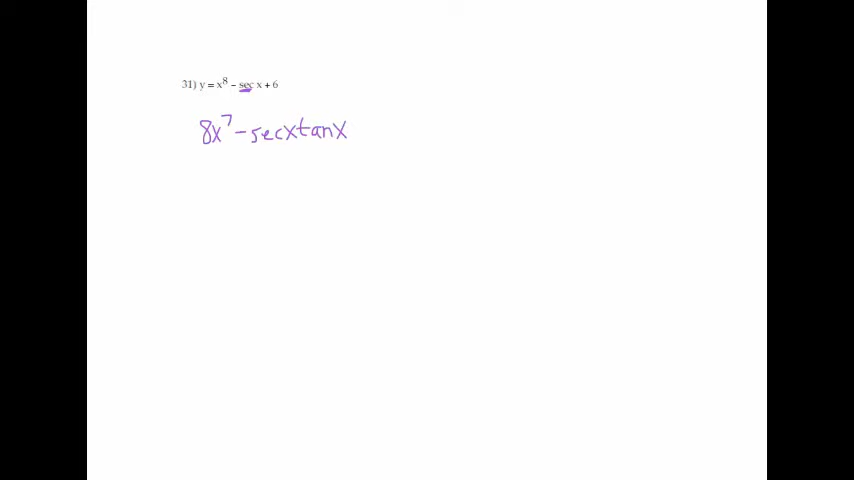 31) y = x⁸ − sec x + 6
8x⁷ − secxtanx